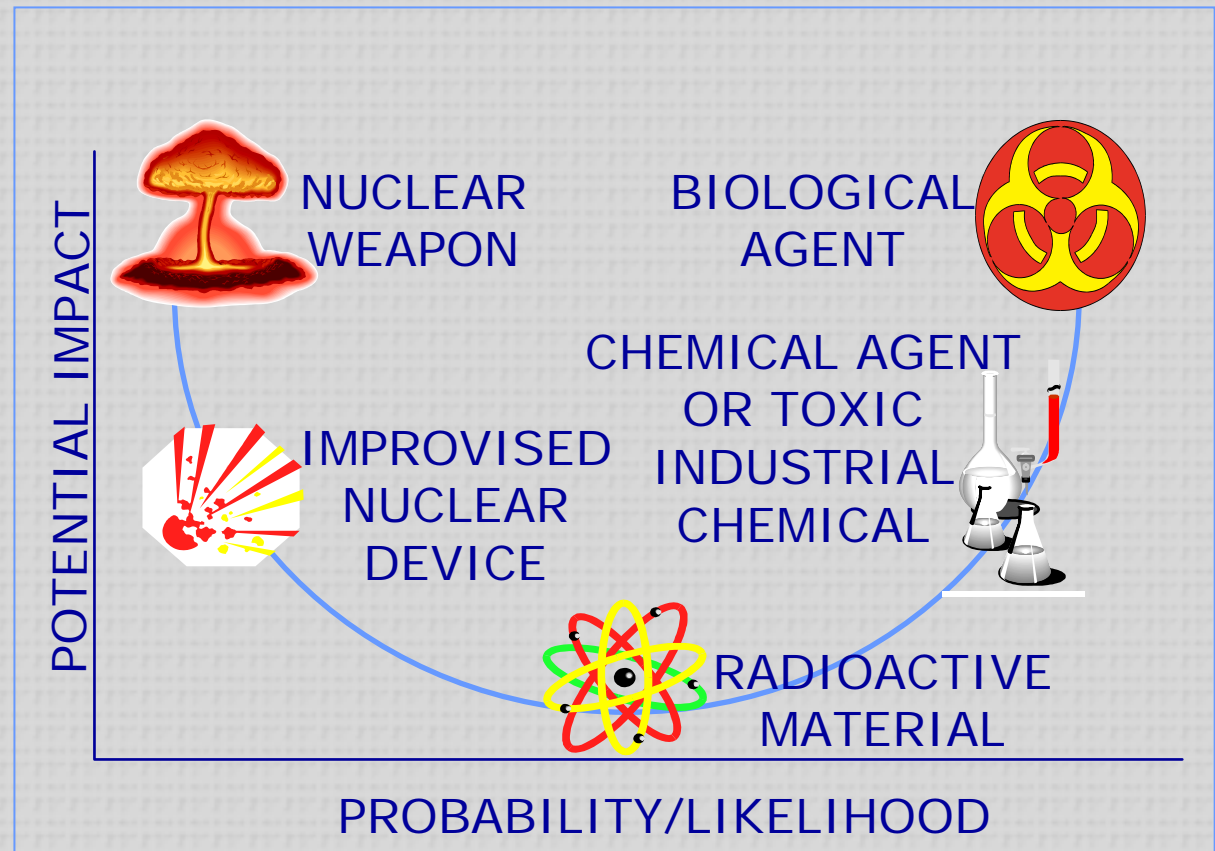 POTENTIAL IMPACT
NUCLEAR
WEAPON
BIOLOGICAL
AGENT
IMPROVISED
NUCLEAR
DEVICE
CHEMICAL AGENT
OR TOXIC
INDUSTRIAL
CHEMICAL
RADIOACTIVE
MATERIAL
PROBABILITY/LIKELIHOOD